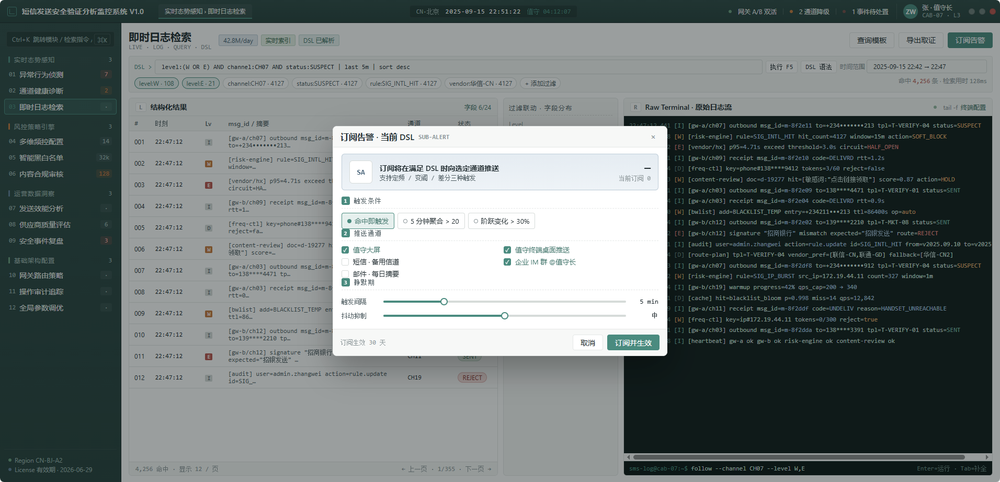 短信发送安全验证分析监控系统 V1.0
实时态势感知 › 即时日志检索
CN·北京 2025-09-15 22:51:22 值守 04:12:07
网关 A/B 双活
2 通道降级
1 事件待处置
ZW
张 · 值守长
CAB-07 · L3
Ctrl+K 跳转模块 / 检索指令 /
⌘K
实时态势感知 3
01 异常行为侦测 7
02 通道健康诊断 2
03 即时日志检索 ·
风控策略引擎 3
04 多维频控配置 14
05 智能黑白名单 32k
06 内容合规审核 128
运营数据洞察 3
07 发送效能分析 ·
08 供应商质量评估 6
09 安全事件复盘 3
基础架构配置 3
10 网关路由策略 ·
11 操作审计追踪 ·
12 全局参数调优 ·
Region CN-BJ-A2
License 有效期 · 2026-06-29
即时日志检索
LIVE · LOG · QUERY · DSL
42.8M/day
实时索引
DSL 已解析
查询模板
导出取证
订阅告警
DSL >
level:(W OR E) AND channel:CH07 AND status:SUSPECT | last 5m | sort desc
执行 F5
DSL 语法
时间范围
2025-09-15 22:42 → 22:47
level:W · 108
level:E · 21
channel:CH07 · 4127
status:SUSPECT · 4127
rule:SIG_INTL_HIT · 4127
vendor:华信-CN · 4127
+ 添加过滤
命中 4,256 条 · 检索用时 128ms
L 结构化结果 字段 6/24
# 时刻 Lv msg_id / 摘要 通道 状态
001 22:47:12 I [gw-a/ch07] outbound msg_id=m-
to=+234•••••••213…
002 22:47:12 W [risk-engine] rule=SIG_INTL_HI
window=…
003 22:47:12 E [vendor/hx] p95=4.71s exceed th
circuit=HA…
004 22:47:12 I [gw-b/ch09] receipt msg_id=m-8
rtt=1…
005 22:47:12 D [freq-ctl] key=phone#138****94
reject=fa…
006 22:47:12 W [content-review] doc=d-19277 hi
领取"] score=…
007 22:47:12 I [gw-a/ch03] outbound msg_id=m-8
to=138****4471 tp…
008 22:47:12 I [gw-a/ch03] receipt msg_id=m-8
rtt=0…
009 22:47:12 W [bwlist] add=BLACKLIST_TEMP en
ttl=86…
010 22:47:12 I [gw-b/ch12] outbound msg_id=m-8
to=139****2210 tp…
011 22:47:12 E [gw-b/ch12] signature "招商银行"
expected="招银发送" … CH11 SENT
012 22:47:12 I [audit] user=admin.zhangwei action=rule.update
id=SIG_… CH19 REJECT
4,256 命中 · 显示 12 / 页
← 上一页 · 1/355 · 下一页 →
过滤联动 · 字段分布
Level
订阅告警 · 当前 DSL SUB-ALERT
×
SA
订阅将在满足 DSL 时向选定通道推送
支持定频 / 变阈 / 差分三种触发
—
当前订阅 0
1 触发条件
命中即触发
5 分钟聚合 > 20
阶跃变化 > 30%
2 推送通道
值守大屏
值守终端桌面推送
短信 · 备用信道
企业 IM 群 @值守长
邮件 · 每日摘要
3 静默期
触发间隔 5 min
抖动抑制 中
订阅生效 30 天
取消
订阅并生效
R Raw Terminal · 原始日志流
tail -f 终端配置
22:47:12.441 [I] [gw-a/ch07] outbound msg_id=m-8f2e11 to=+234•••••••213 tpl=T-VERIFY-04 status=SUSPECT
8 [W] [risk-engine] rule=SIG_INTL_HIT hit_count=4127 window=15m action=SOFT_BLOCK
2 [E] [vendor/hx] p95=4.71s exceed threshold=3.0s circuit=HALF_OPEN
1 [I] [gw-b/ch09] receipt msg_id=m-8f2e10 code=DELIVRD rtt=1.2s
4 [D] [freq-ctl] key=phone#138****9412 tokens=3/60 reject=false
3 [W] [content-review] doc=d-19277 hit=[敏感词:"点击链接领取"] score=0.87 action=HOLD
1 [I] [gw-a/ch03] outbound msg_id=m-8f2e09 to=138****4471 tpl=T-VERIFY-01 status=SENT
4 [I] [gw-a/ch03] receipt msg_id=m-8f2e04 code=DELIVRD rtt=0.9s
0 [W] [bwlist] add=BLACKLIST_TEMP entry=+234211•••213 ttl=86400s op=auto
1 [I] [gw-b/ch12] outbound msg_id=m-8f2e02 to=139****2210 tpl=T-MKT-08 status=SENT
2 [E] [gw-b/ch12] signature "招商银行" mismatch expected="招银发送" route=REJECT
1 [I] [audit] user=admin.zhangwei action=rule.update id=SIG_INTL_HIT from=v2025.09.10 to=v2025
4 [D] [route-plan] tpl=T-VERIFY-04 vendor_pref=[联信-CN,联通-GD] fallback=[华信-CN2]
3 [I] [gw-a/ch07] outbound msg_id=m-8f2df8 to=+234•••••••912 tpl=T-VERIFY-04 status=SUSPECT
2 [W] [risk-engine] rule=SIG_IP_BURST src_ip=172.19.44.11 count=327 window=1m
4 [I] [gw-b/ch19] warmup progress=42% qps_cap=200 → 340
1 [D] [cache] hit=blacklist_bloom p=0.998 miss=14 qps=12,842
4 [I] [gw-a/ch11] receipt msg_id=m-8f2ddf code=UNDELIV reason=HANDSET_UNREACHABLE
4 [W] [freq-ctl] key=ip#172.19.44.11 tokens=0/300 reject=true
1 [I] [gw-a/ch03] outbound msg_id=m-8f2dda to=138****3391 tpl=T-VERIFY-01 status=SENT
8 [I] [heartbeat] gw-a ok gw-b ok risk-engine ok content-review ok
sms-log@cab-07:~$ follow --channel CH07 --level W,E
Enter=运行 · Tab=补全